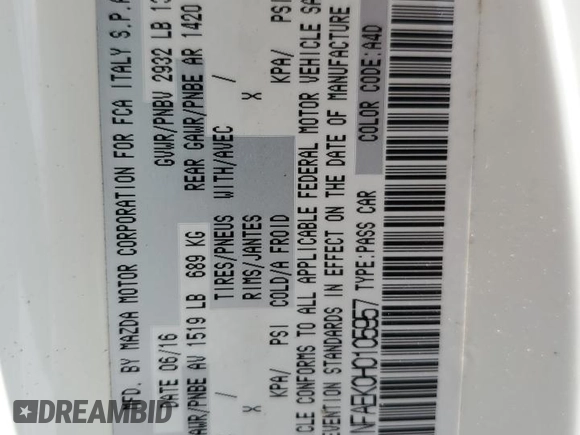 MFD. BY MAZDA MOTOR CORPORATION FOR FCA ITALY S.P.A
DATE 06/16 GVWR/PNBV 2932 LB 13
GAWR/PNBE AV 1519 LB 689 KG REAR GAWR/PNBE AR 1420
TIRES/PNEUS WITH/AVEC /
X RIMS/JANTES X /
KPA/ PSI COLD/A FROID KPA/ PSI
CLE CONFORMS TO ALL APPLICABLE FEDERAL MOTOR VEHICLE SA
EVENTION STANDARDS IN EFFECT ON THE DATE OF MANUFACTURE
NFAEK0H0105957 TYPE:PASS CAR COLOR CODE:A4D
DREAMBID